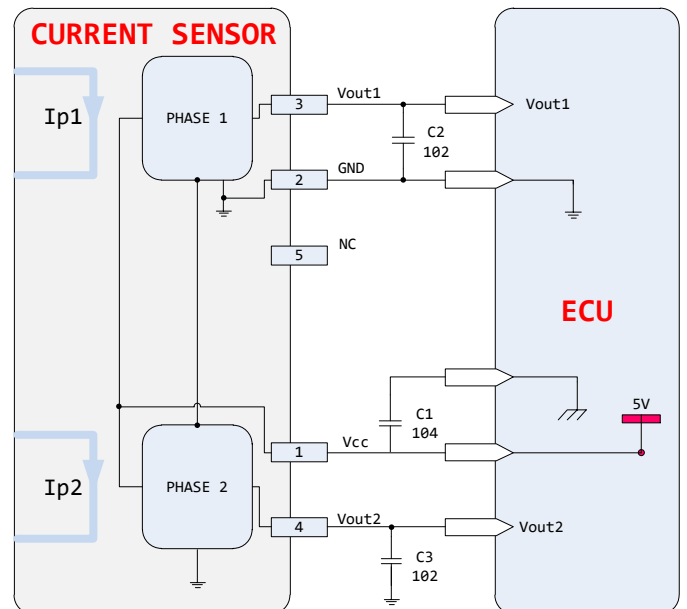 CURRENT SENSOR
Ip1
PHASE 1
3
Vout1
C2
102
Vout1
2
GND
5
NC
ECU
5V
C1
104
1
Vcc
Ip2
PHASE 2
4
Vout2
Vout2
C3
102